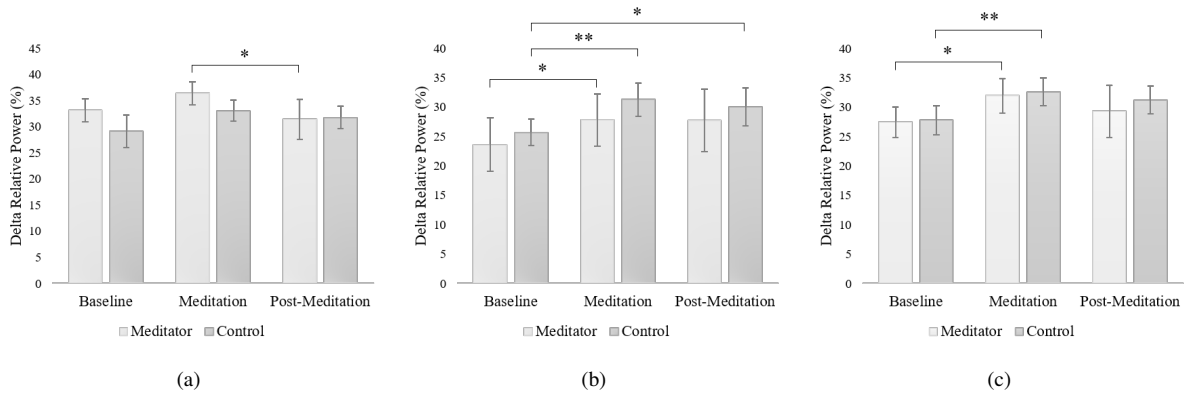 *
45
40
35
30
25
20
15
10
5
0
Delta Relative Power (%)
Baseline Meditation Post-Meditation
Meditator Control
(a)
*
**
*
40
35
30
25
20
15
10
5
0
Delta Relative Power (%)
Baseline Meditation Post-Meditation
Meditator Control
(b)
**
*
40
35
30
25
20
15
10
5
0
Delta Relative Power (%)
Baseline Meditation Post-Meditation
Meditator Control
(c)